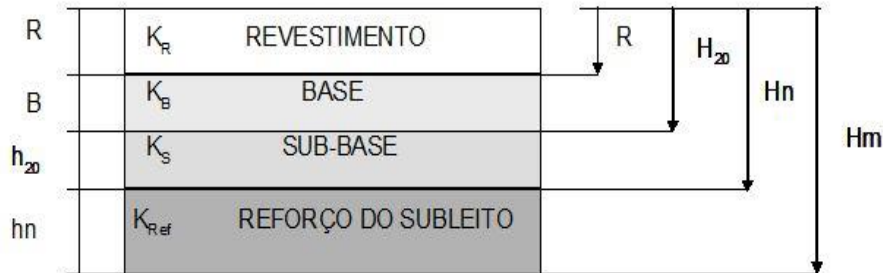 R K_R REVESTIMENTO R H_20
B K_B BASE Hn
h_20 K_S SUB-BASE Hm
hn K_Ref REFORÇO DO SUBLEITO